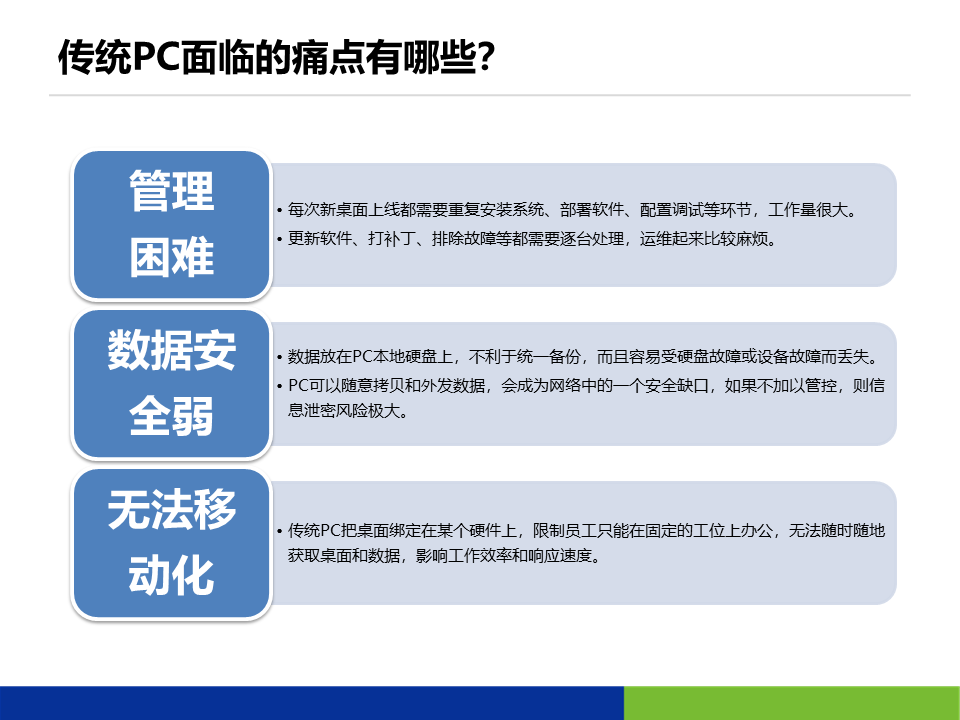 传统PC面临的痛点有哪些?
管理
困难
• 每次新桌面上线都需要重复安装系统、部署软件、配置调试等环节，工作量很大。
• 更新软件、打补丁、排除故障等都需要逐台处理，运维起来比较麻烦。
数据安
全弱
• 数据放在PC本地硬盘上，不利于统一备份，而且容易受硬盘故障或设备故障而丢失。
• PC可以随意拷贝和外发数据，会成为网络中的一个安全缺口，如果不加以管控，则信
息泄密风险极大。
无法移
动化
• 传统PC把桌面绑定在某个硬件上，限制员工只能在固定的工位上办公，无法随时随地
获取桌面和数据，影响工作效率和响应速度。